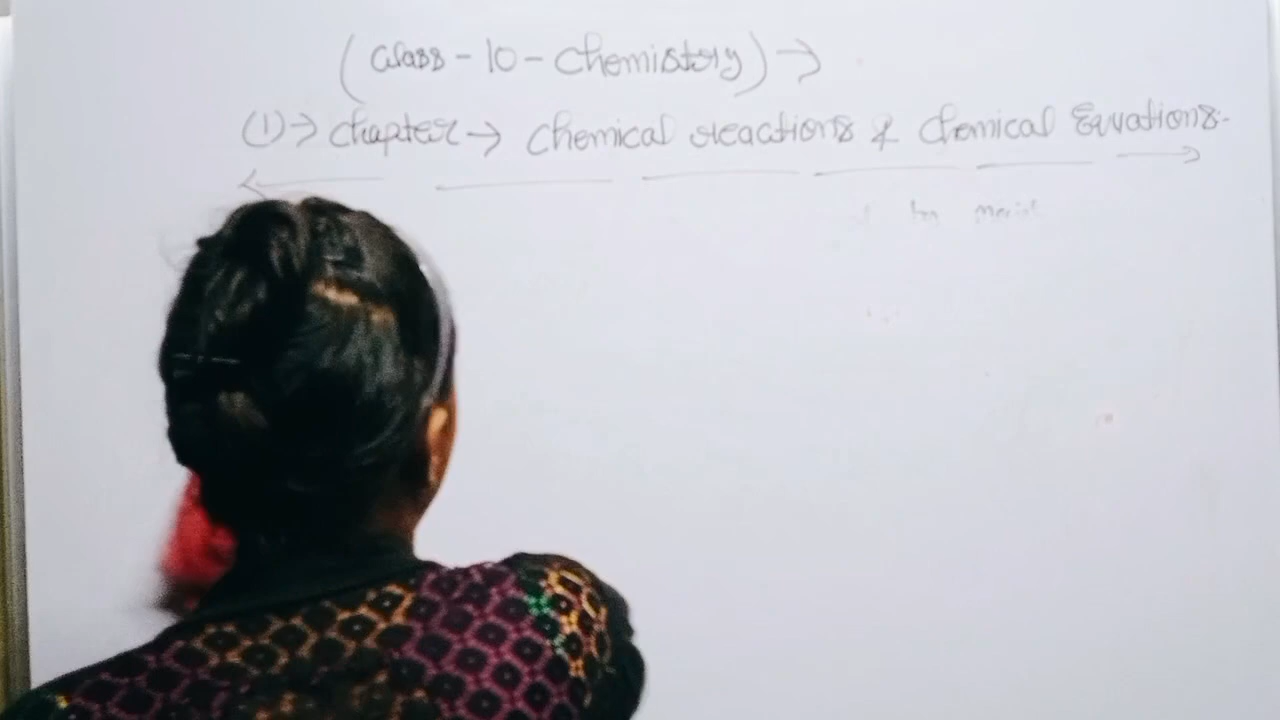 (Class - 10 - Chemistry) →
(1) → Chapter → Chemical reactions & Chemical Equations.